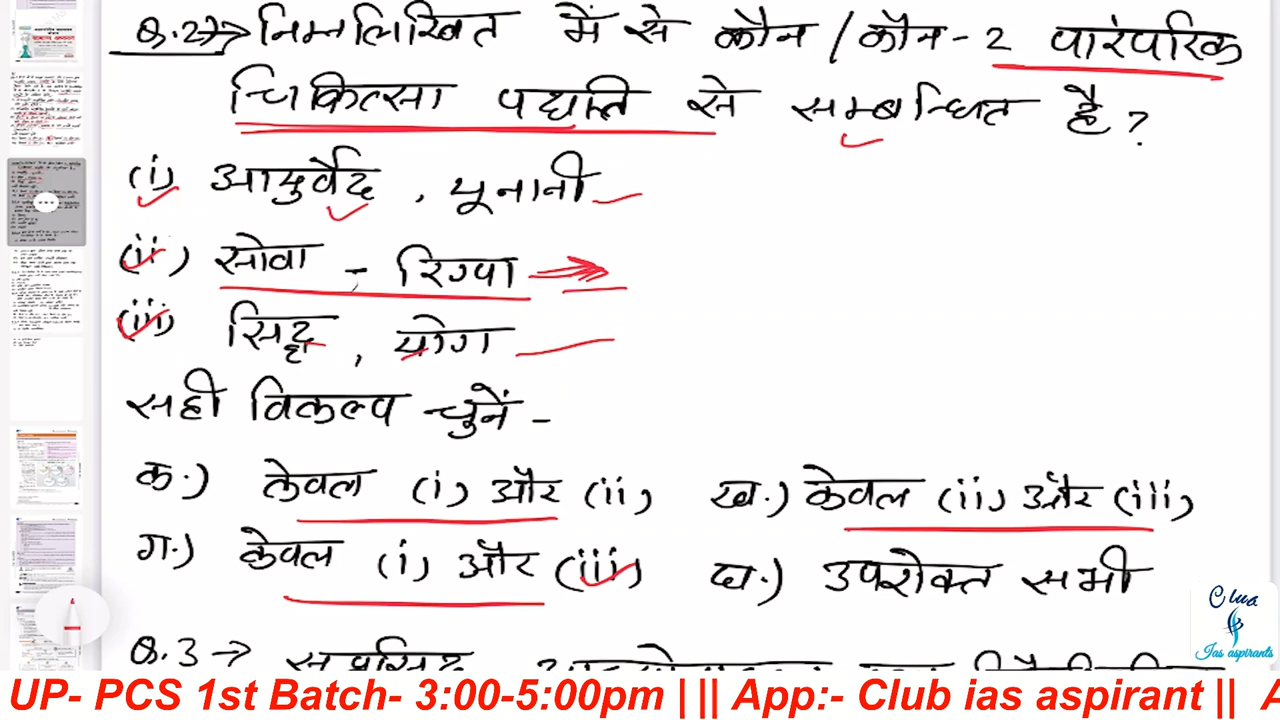 Q.2→ निम्नलिखित में से कौन/कौन-2 पारंपरिक
चिकित्सा पद्धति से सम्बन्धित है?
(i) आयुर्वेद, यूनानी
(ii) सोवा - रिग्पा
(iii) सिद्ध, योग
सही विकल्प चुनें -
क.) केवल (i) और (ii) ख.) केवल (ii) और (iii)
ग.) केवल (i) और (iii) घ.) उपरोक्त सभी
Q.3→
Club
Ias aspirants
UP- PCS 1st Batch- 3:00-5:00pm | || App:- Club ias aspirant || A